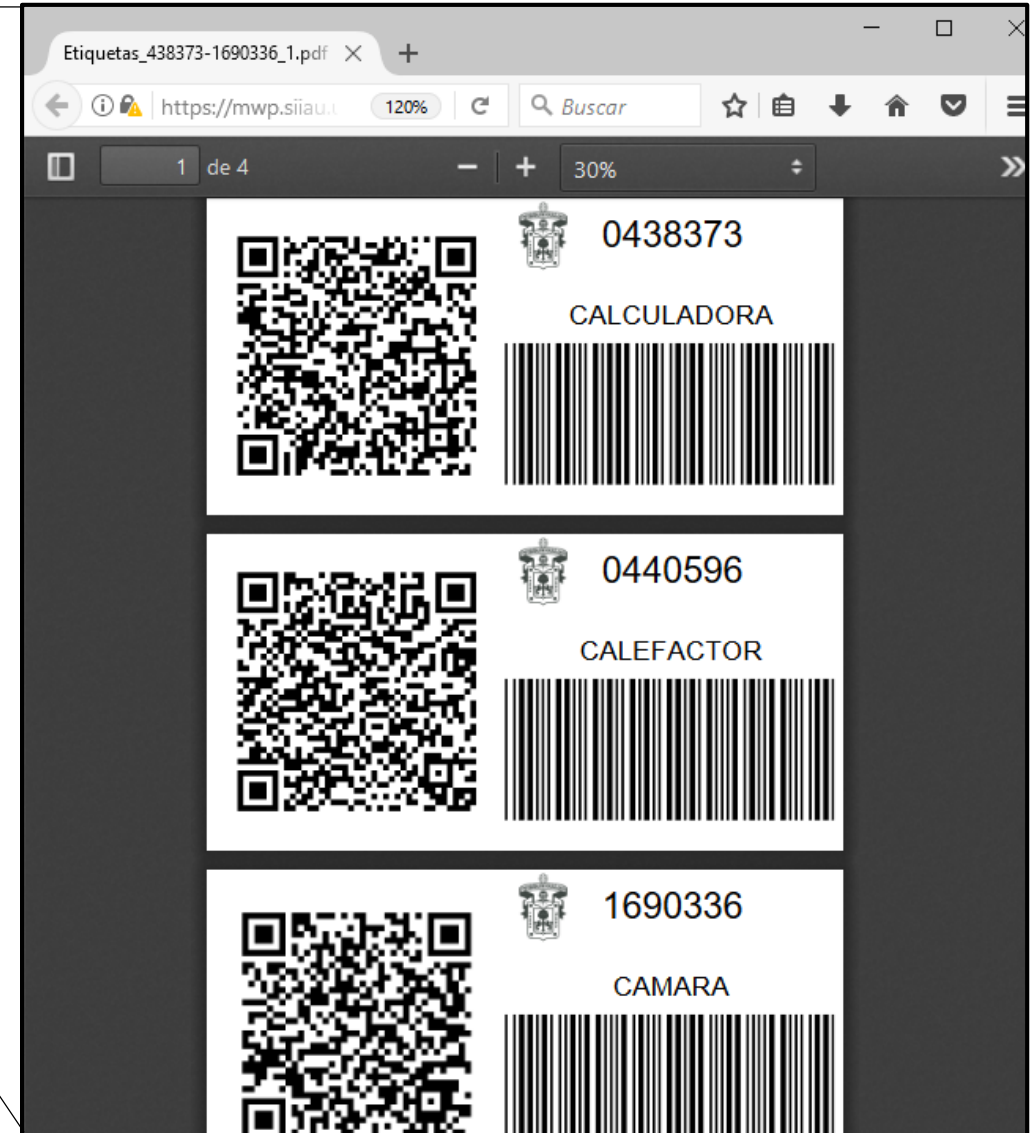 Etiquetas_438373-1690336_1.pdf
https://mwp.siiau.
120%
Buscar
1 de 4
30%
0438373
CALCULADORA
0440596
CALEFACTOR
1690336
CAMARA